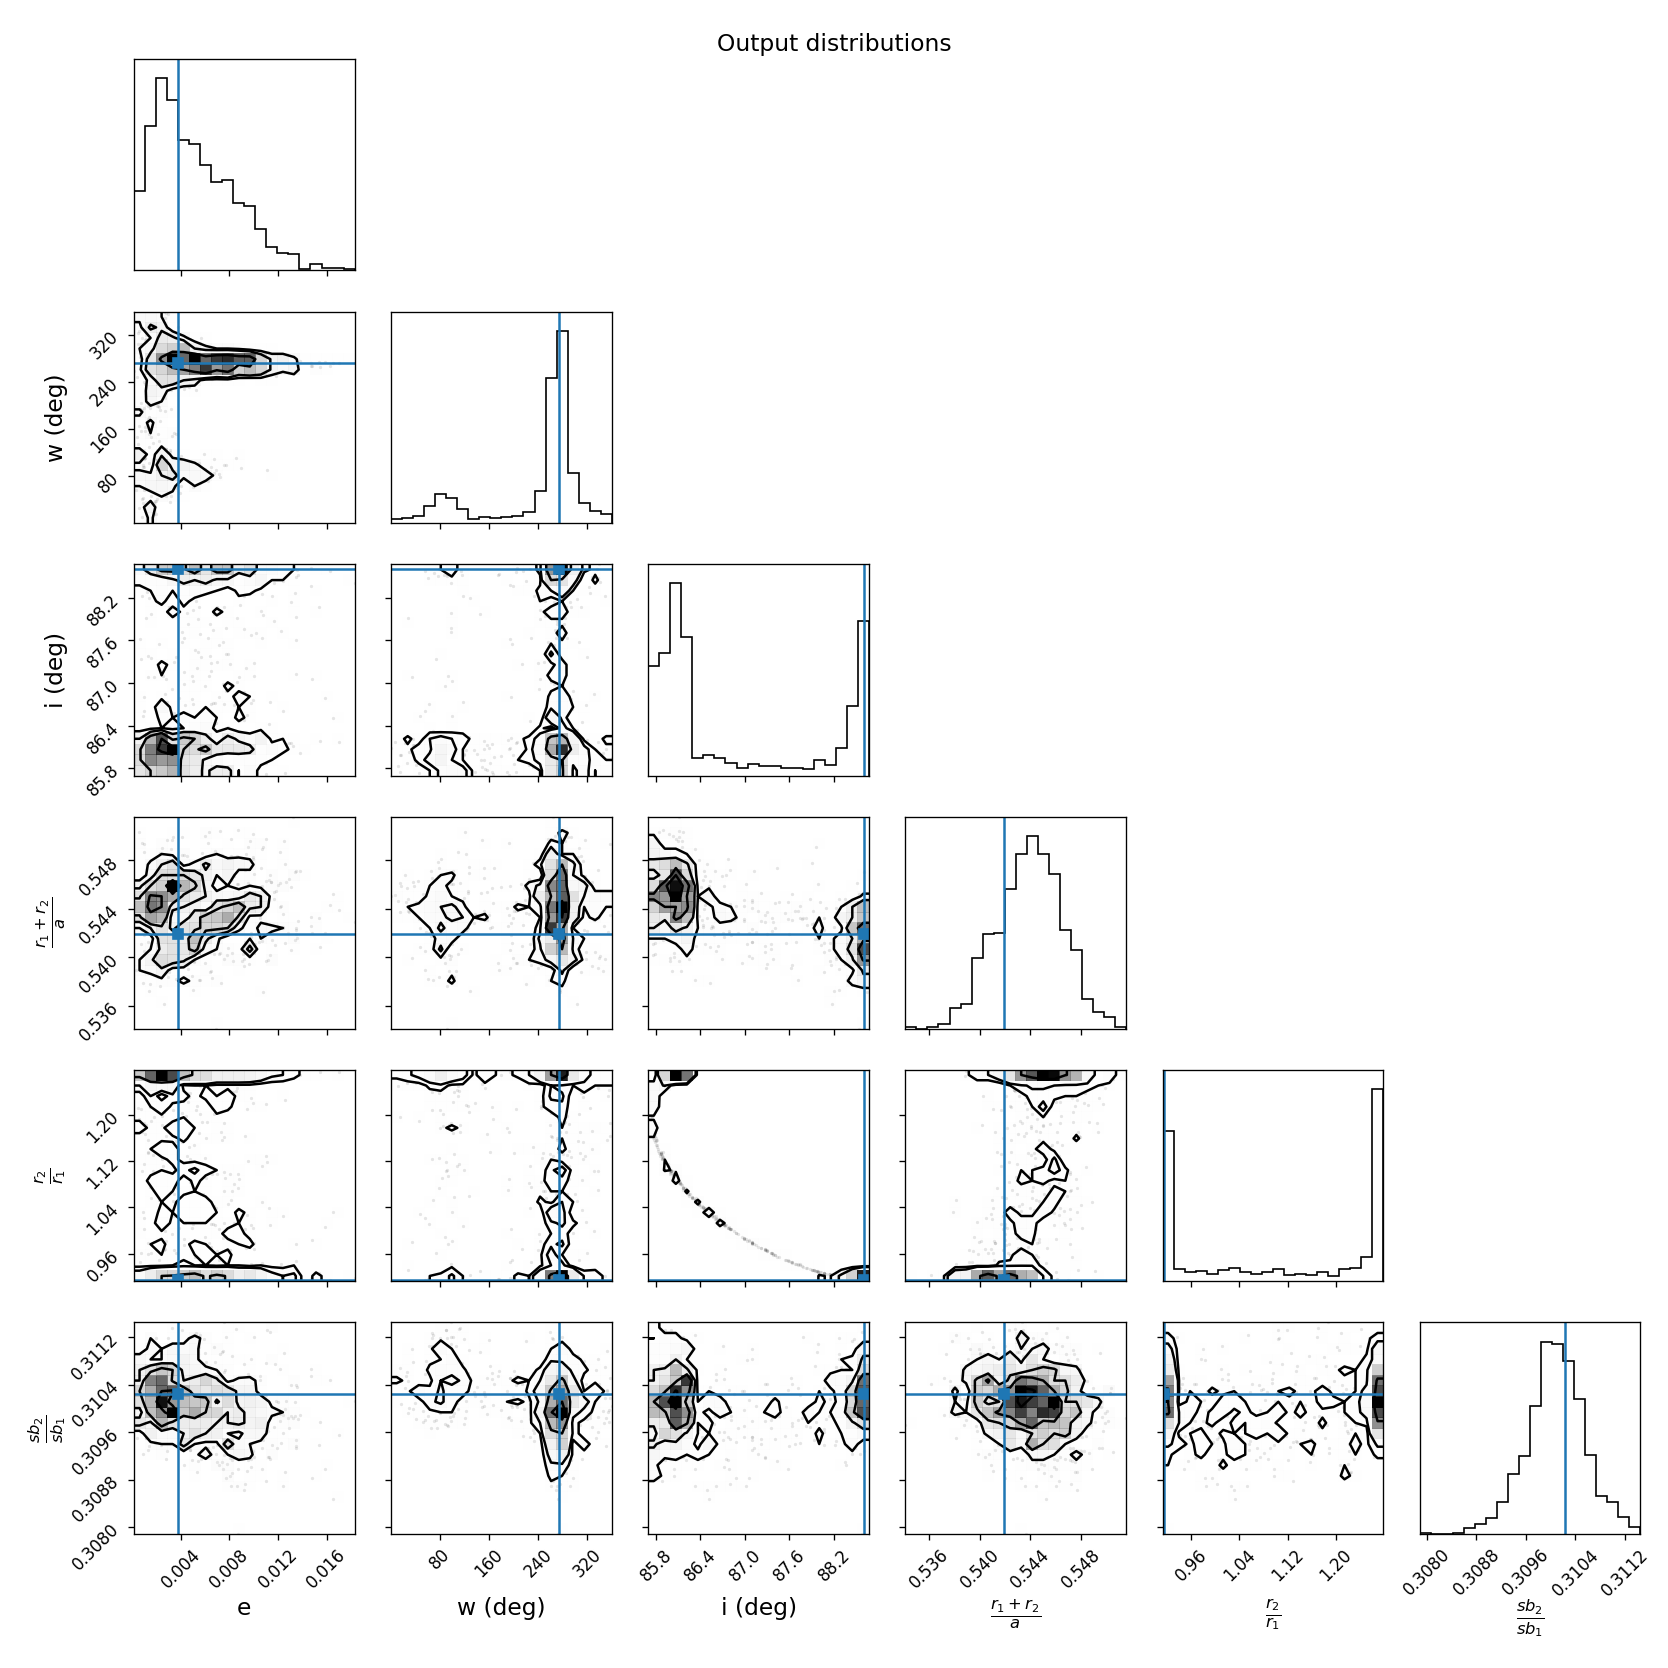 Output distributions
w (deg)
320
240
160
80
i (deg)
88.2
87.6
87.0
86.4
85.8
r₁ + r₂
a
0.548
0.544
0.540
0.536
r₂
r₁
1.20
1.12
1.04
0.96
sb₂
sb₁
0.3112
0.3104
0.3096
0.3088
0.3080
0.004 0.008 0.012 0.016 80 160 240 320 85.8 86.4 87.0 87.6 88.2 0.536 0.540 0.544 0.548 0.96 1.04 1.12 1.20 0.3080 0.3088 0.3096 0.3104 0.3112
e w (deg) i (deg)
r₁ + r₂
a
r₂
r₁
sb₂
sb₁